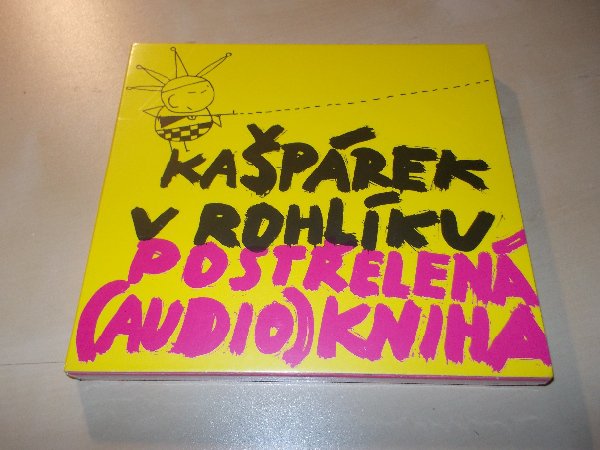 KAŠPÁREK
V ROHLÍKU
POSTŘELENÁ
(AUDIO)KNIHA